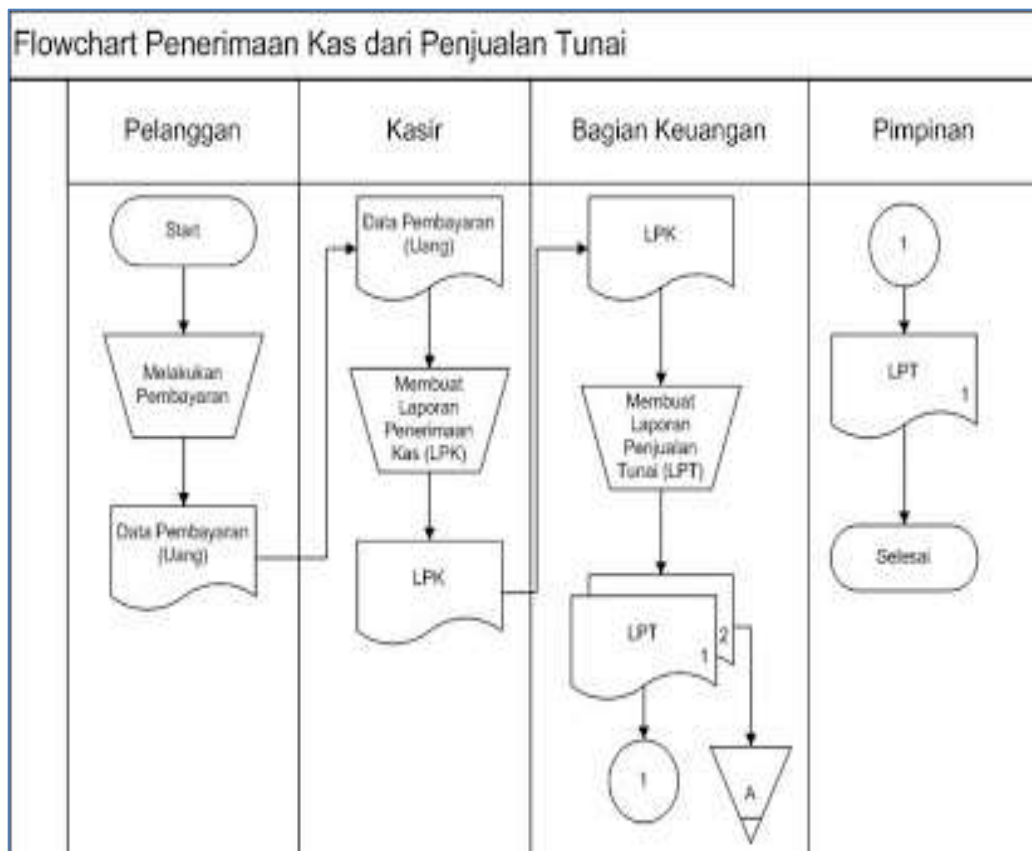 Flowchart Penerimaan Kas dari Penjualan Tunai
Pelanggan
Kasir
Bagian Keuangan
Pimpinan
Start
Melakukan
Pembayaran
Data Pembayaran
(Uang)
Data Pembayaran
(Uang)
Membuat
Laporan
Penerimaan
Kas (LPK)
LPK
LPK
Membuat
Laporan
Penjualan
Tunai (LPT)
LPT
1
2
1
A
1
LPT
1
Selesai